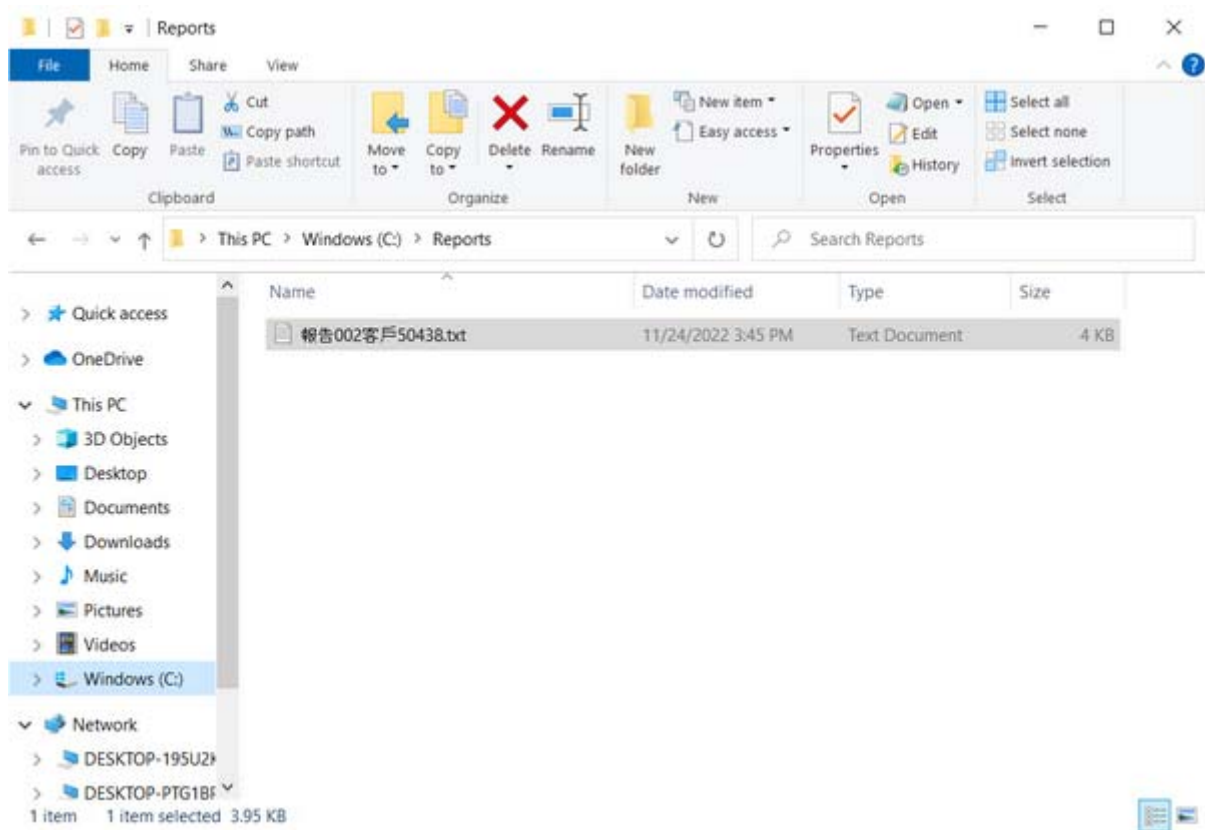 Reports
File Home Share View
Pin to Quick access
Copy
Paste
Cut
Copy path
Paste shortcut
Clipboard
Move to
Copy to
Delete
Rename
Organize
New folder
New item
Easy access
New
Properties
Open
Edit
History
Open
Select all
Select none
Invert selection
Select
This PC > Windows (C:) > Reports
Search Reports
Name Date modified Type Size
報告002客戶50438.txt 11/24/2022 3:45 PM Text Document 4 KB
Quick access
OneDrive
This PC
3D Objects
Desktop
Documents
Downloads
Music
Pictures
Videos
Windows (C:)
Network
DESKTOP-195U2
DESKTOP-PTG1B
1 item 1 item selected 3.95 KB